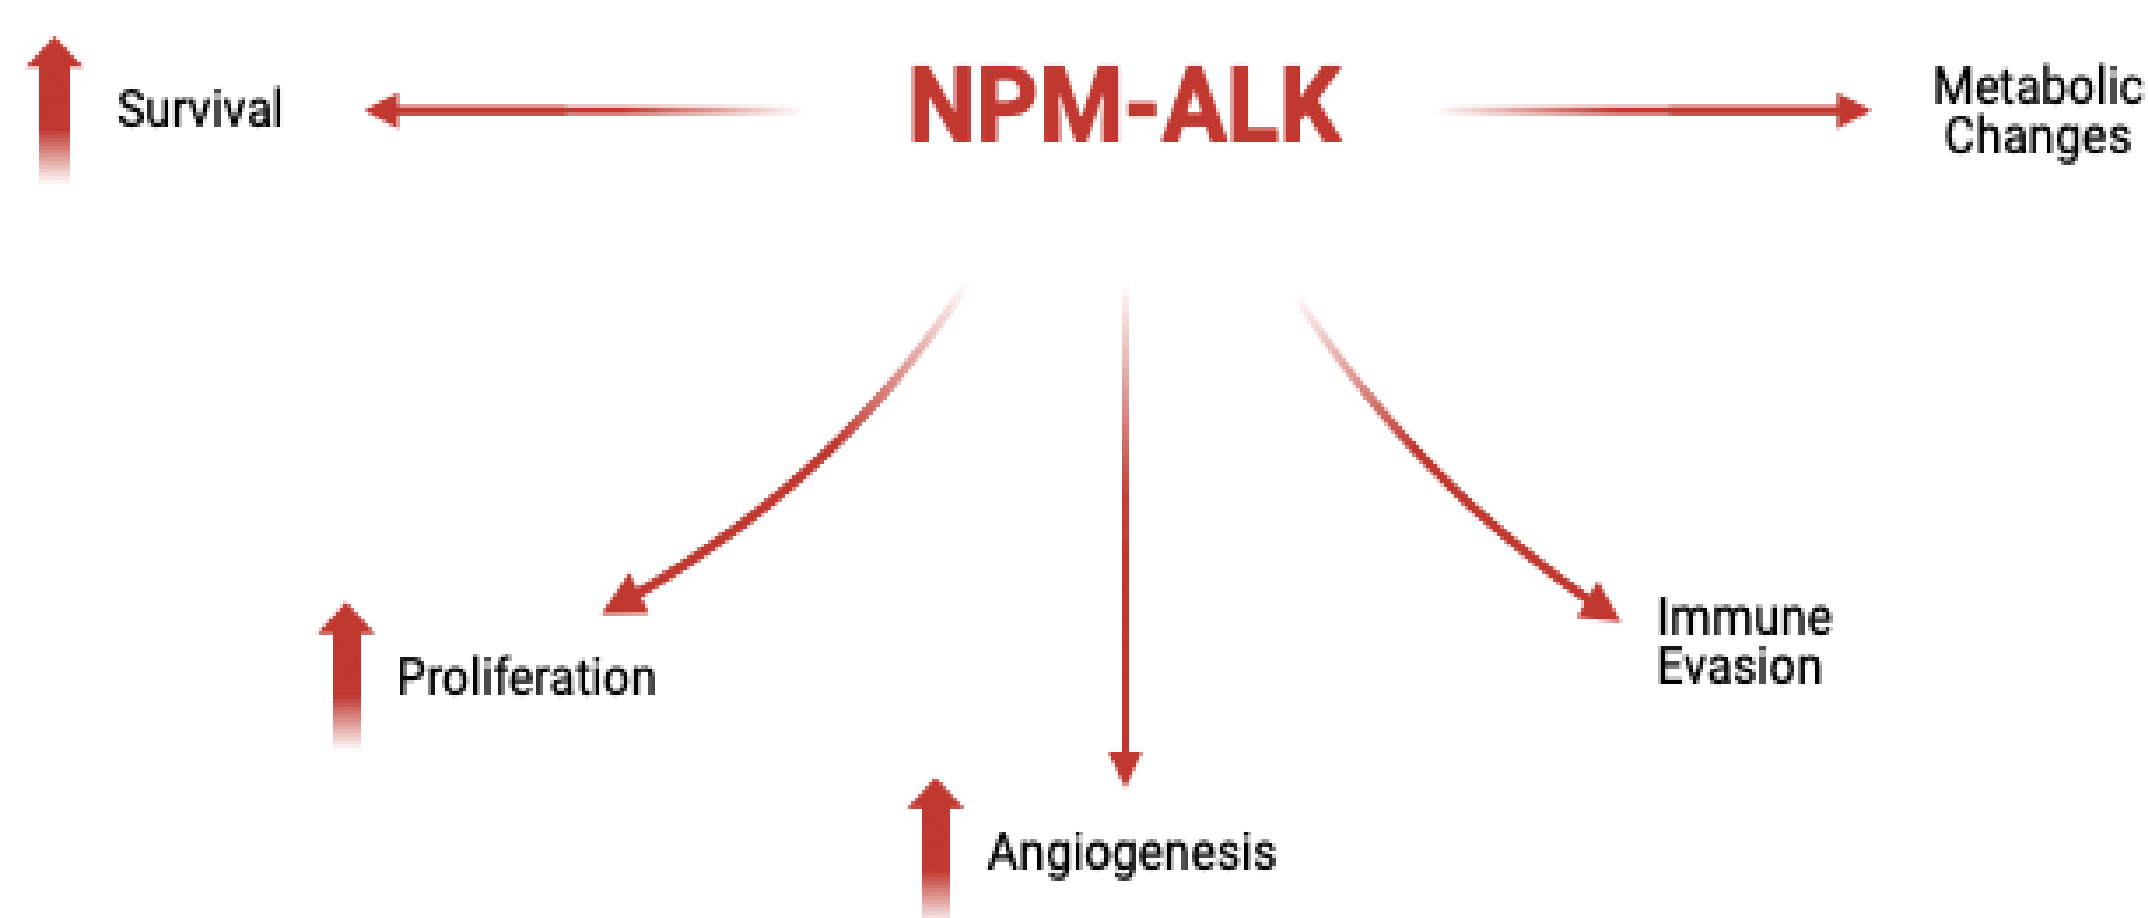 NPM-ALK
Survival
Metabolic
Changes
Proliferation
Immune
Evasion
Angiogenesis